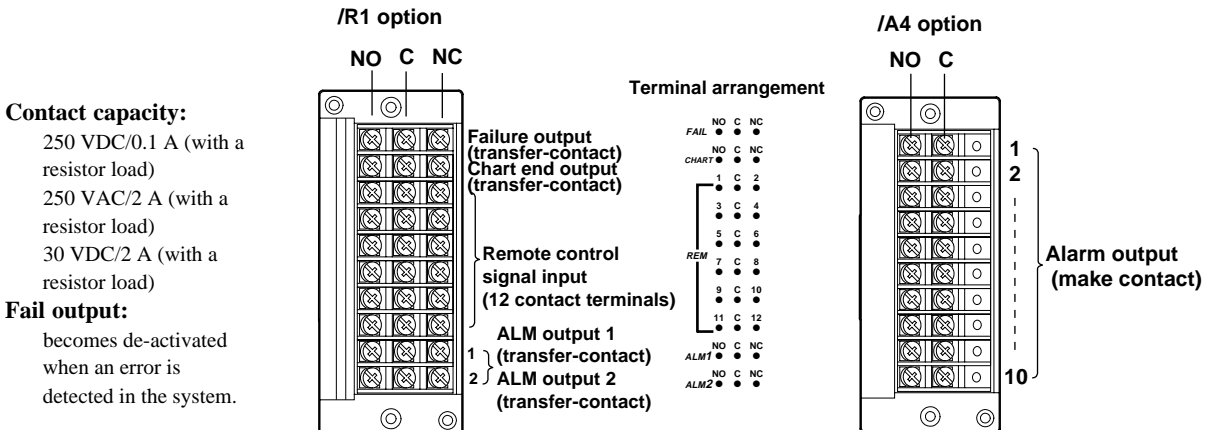 /R1 option
NO C NC
Contact capacity:
250 VDC/0.1 A (with a
resistor load)
250 VAC/2 A (with a
resistor load)
30 VDC/2 A (with a
resistor load)
Fail output:
becomes de-activated
when an error is
detected in the system.
Failure output
(transfer-contact)
Chart end output
(transfer-contact)
Remote control
signal input
(12 contact terminals)
1
2
ALM output 1
(transfer-contact)
ALM output 2
(transfer-contact)
Terminal arrangement
NO C NC
FAIL
NO C NC
CHART
1 C 2
3 C 4
5 C 6
REM
7 C 8
9 C 10
11 C 12
NO C NC
ALM1
NO C NC
ALM2
/A4 option
NO C
1
2
10
Alarm output
(make contact)